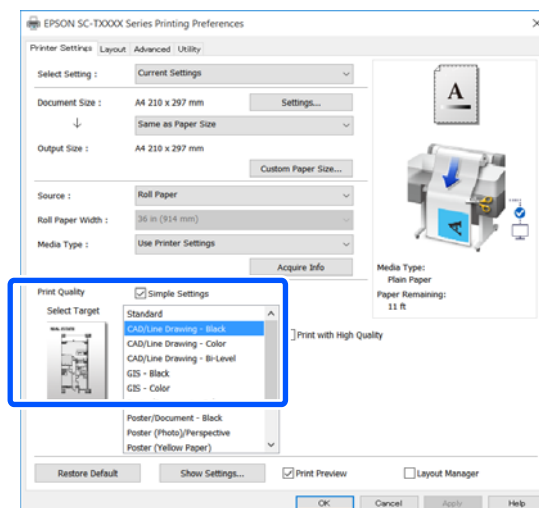 EPSON SC-TXXXX Series Printing Preferences
Printer Settings Layout Advanced Utility
Select Setting : Current Settings
Document Size : A4 210 x 297 mm Settings...
Same as Paper Size
Output Size : A4 210 x 297 mm
Custom Paper Size...
Source : Roll Paper
Roll Paper Width : 36 in (914 mm)
Media Type : Use Printer Settings
Acquire Info
A
Media Type:
Plain Paper
Paper Remaining:
11 ft
Print Quality Simple Settings
Select Target
Standard
CAD/Line Drawing - Black
CAD/Line Drawing - Color
CAD/Line Drawing - Bi-Level
GIS - Black
GIS - Color
Poster/Document - Black
Poster (Photo)/Perspective
Poster (Yellow Paper)
Print with High Quality
Restore Default Show Settings... Print Preview Layout Manager
OK Cancel Apply Help